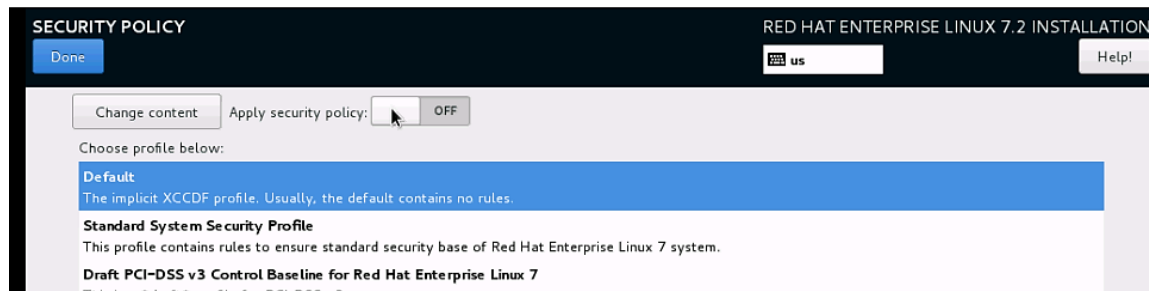 SECURITY POLICY
RED HAT ENTERPRISE LINUX 7.2 INSTALLATION
Done
us
Help!
Change content
Apply security policy:
OFF
Choose profile below:
Default
The implicit XCCDF profile. Usually, the default contains no rules.
Standard System Security Profile
This profile contains rules to ensure standard security base of Red Hat Enterprise Linux 7 system.
Draft PCI-DSS v3 Control Baseline for Red Hat Enterprise Linux 7